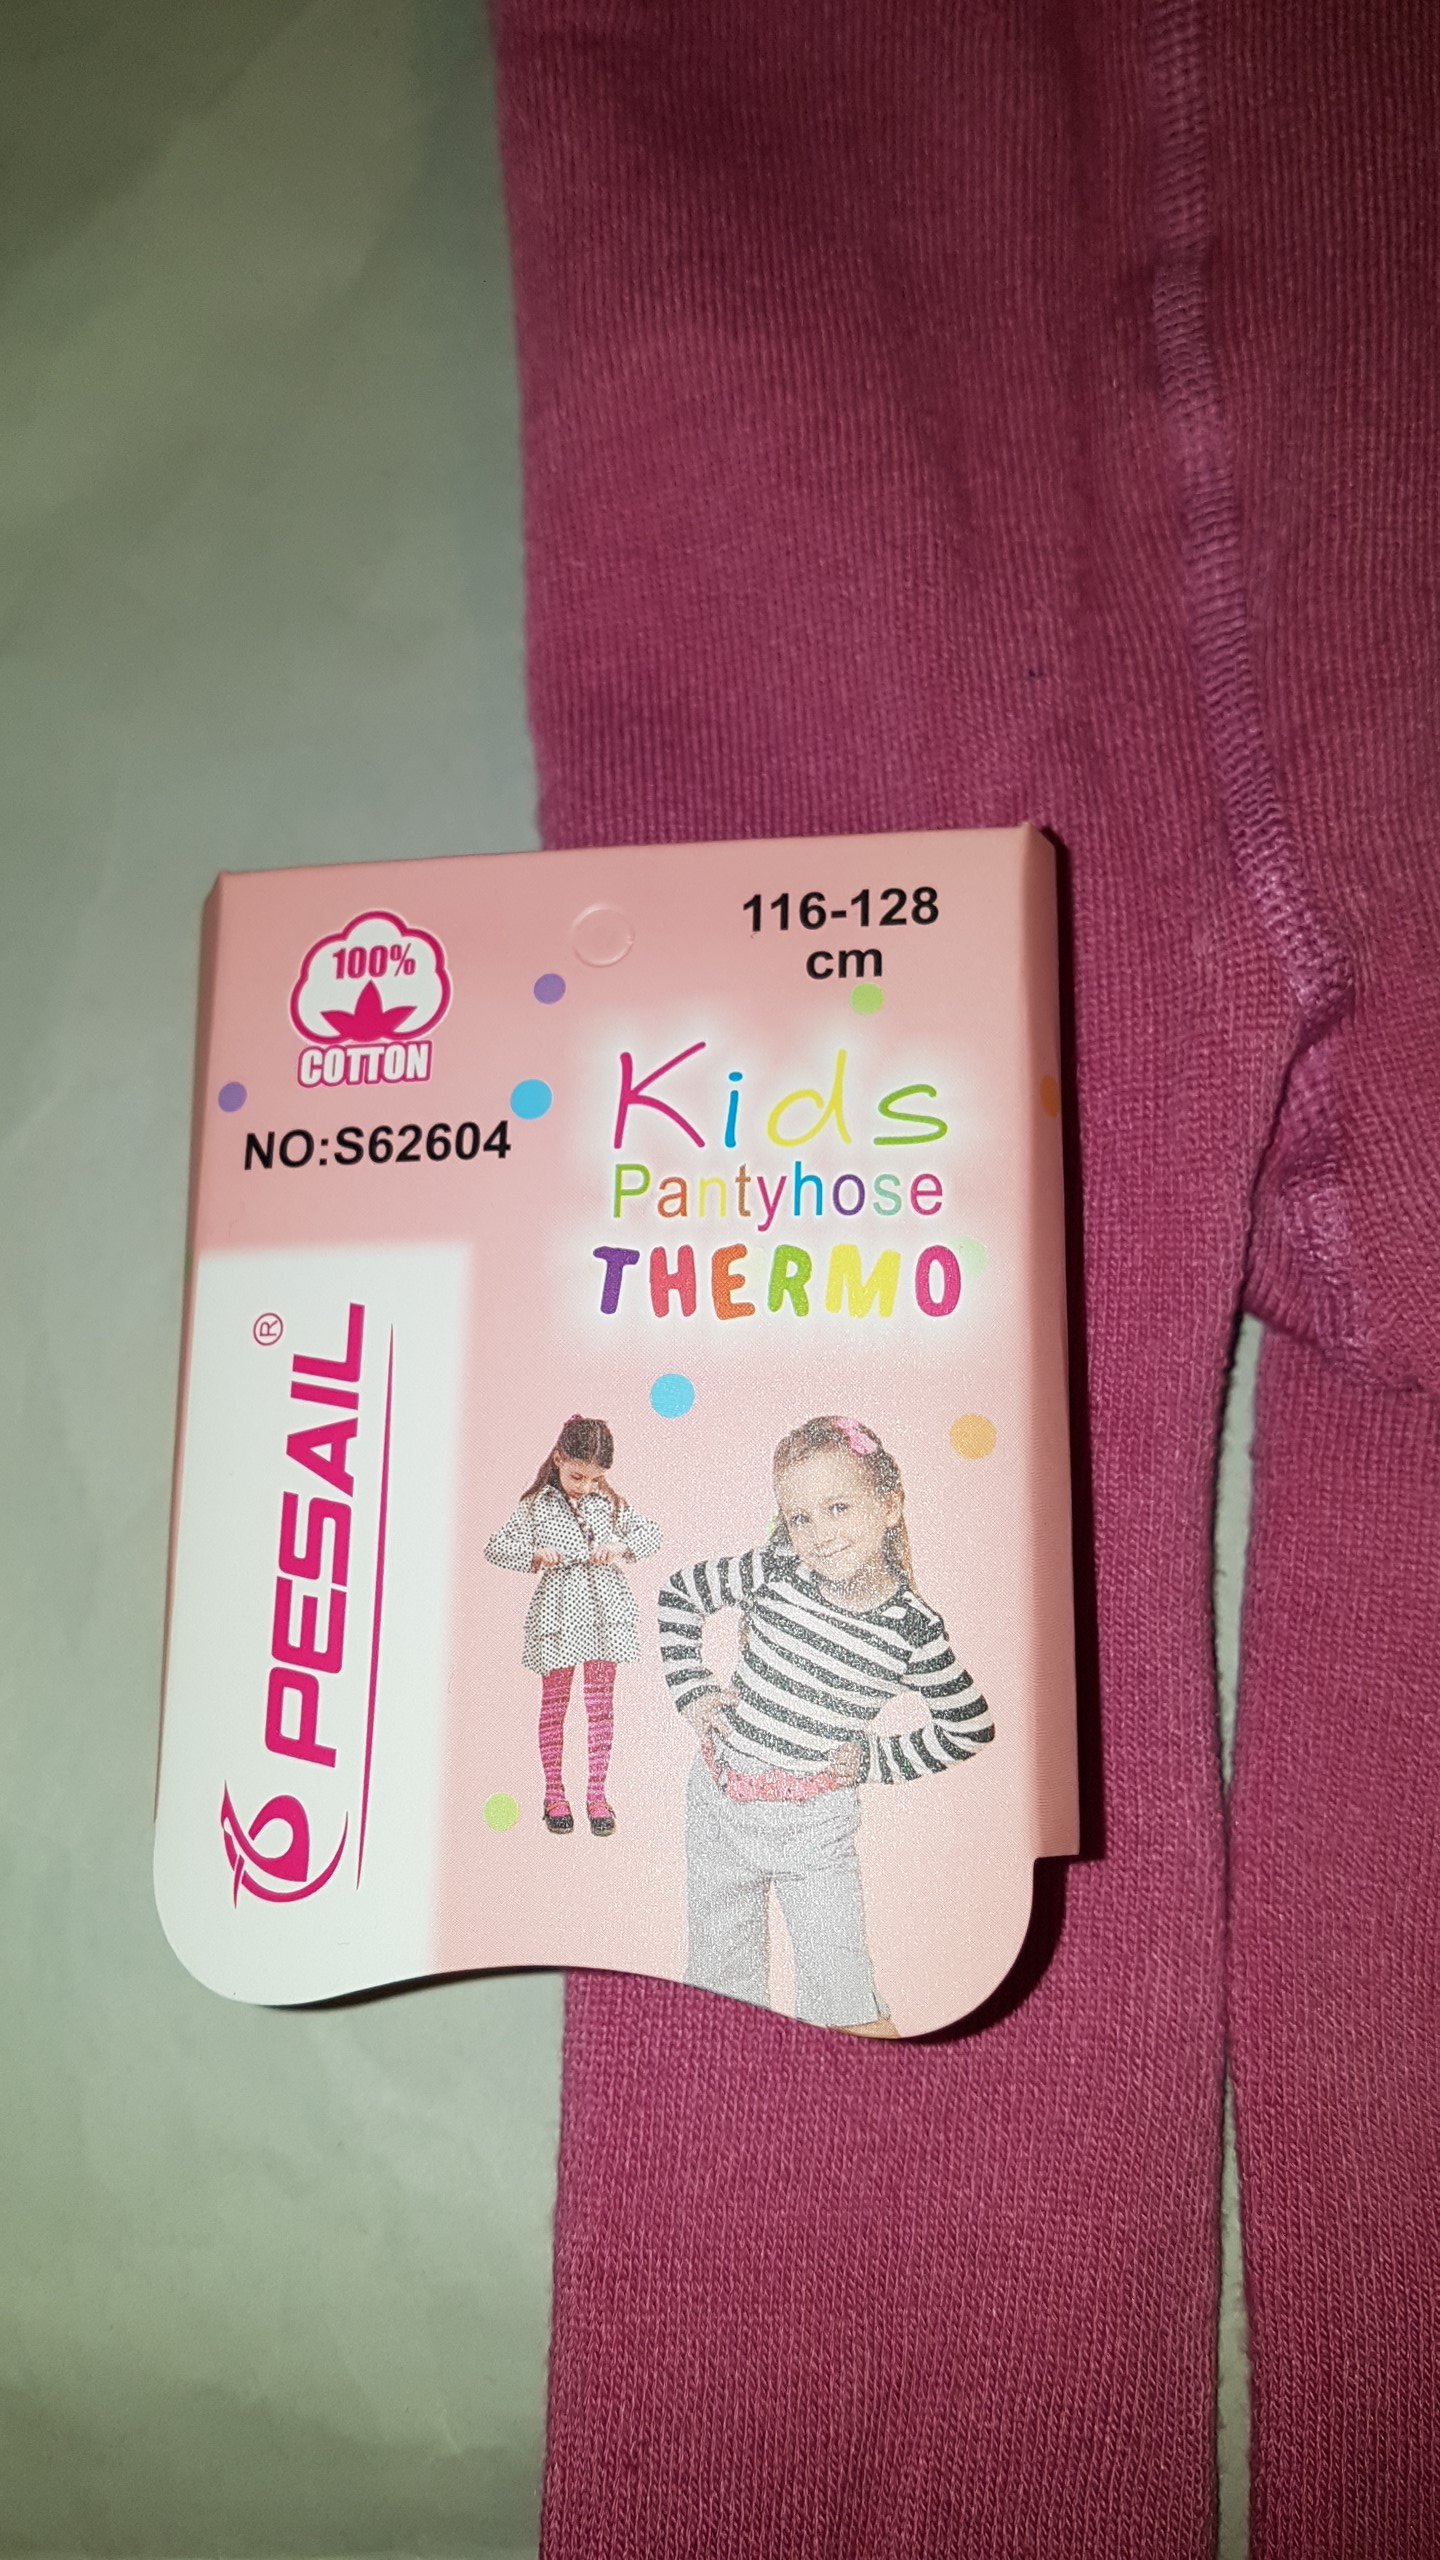 100%
COTTON
116-128
cm
NO:S62604
Kids
Pantyhose
THERMO
PESAIL®